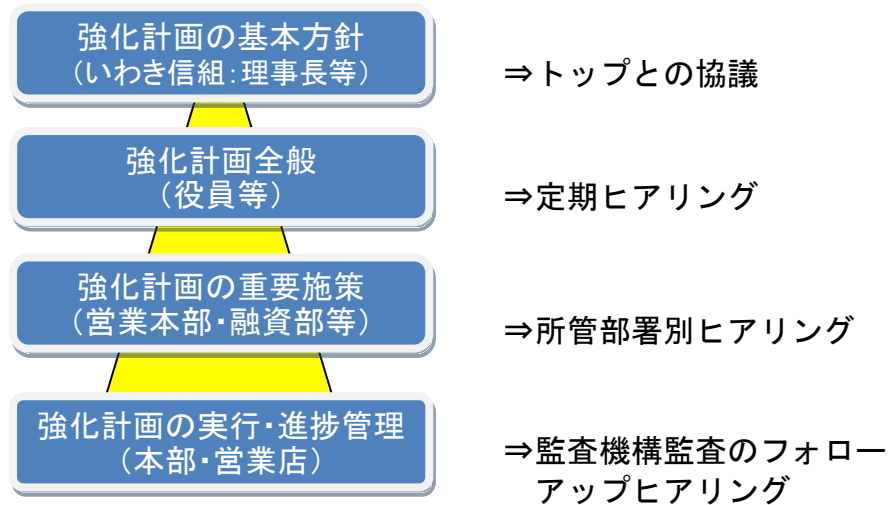 強化計画の基本方針
（いわき信組：理事長等）
⇒トップとの協議
強化計画全般
（役員等）
⇒定期ヒアリング
強化計画の重要施策
（営業本部・融資部等）
⇒所管部署別ヒアリング
強化計画の実行・進捗管理
（本部・営業店）
⇒監査機構監査のフォロー
アップヒアリング